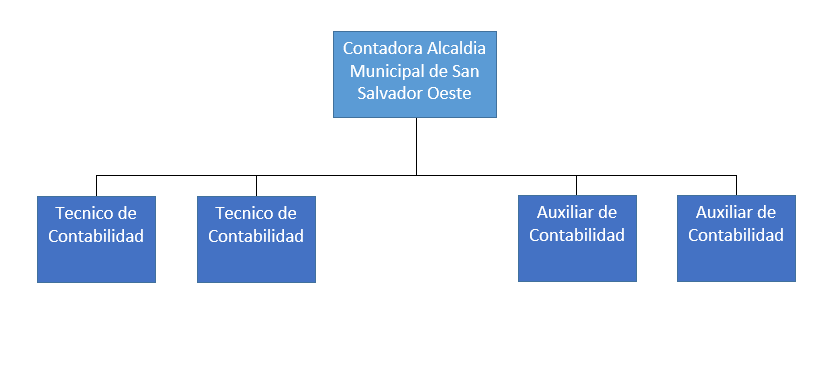 Contadora Alcaldia
Municipal de San
Salvador Oeste
Tecnico de
Contabilidad
Tecnico de
Contabilidad
Auxiliar de
Contabilidad
Auxiliar de
Contabilidad